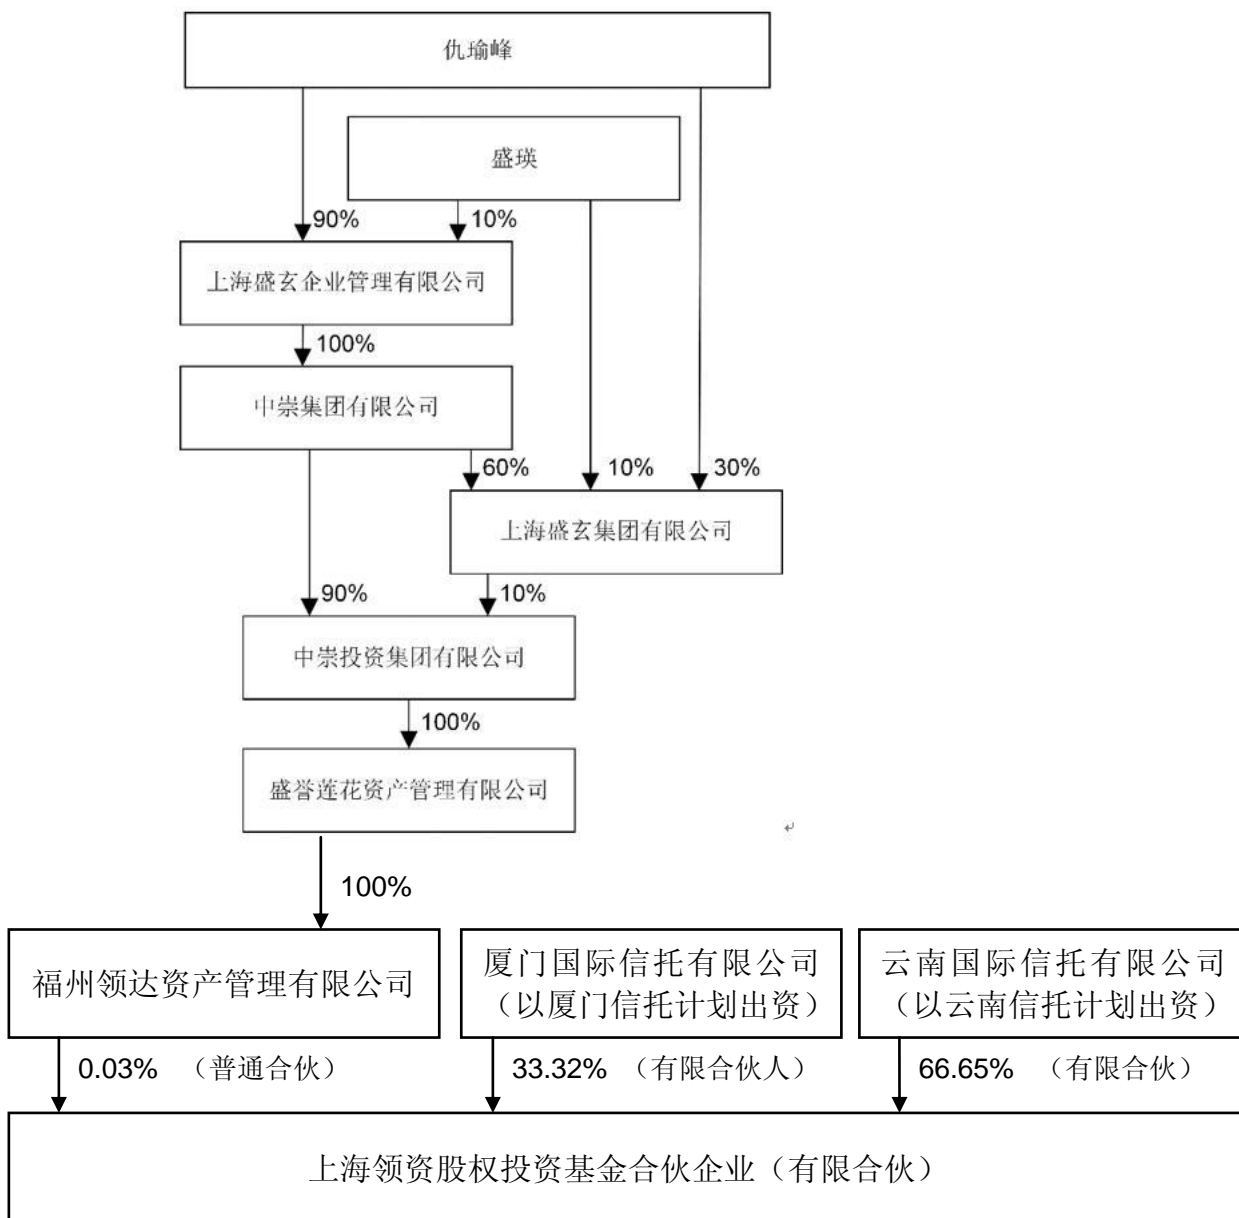 仇瑜峰
盛瑛
90%
10%
上海盛玄企业管理有限公司
100%
中崇集团有限公司
60%
10%
30%
上海盛玄集团有限公司
90%
10%
中崇投资集团有限公司
100%
盛誉莲花资产管理有限公司
100%
福州领达资产管理有限公司
厦门国际信托有限公司
（以厦门信托计划出资）
云南国际信托有限公司
（以云南信托计划出资）
0.03% （普通合伙）
33.32% （有限合伙人）
66.65% （有限合伙）
上海领资股权投资基金合伙企业（有限合伙）